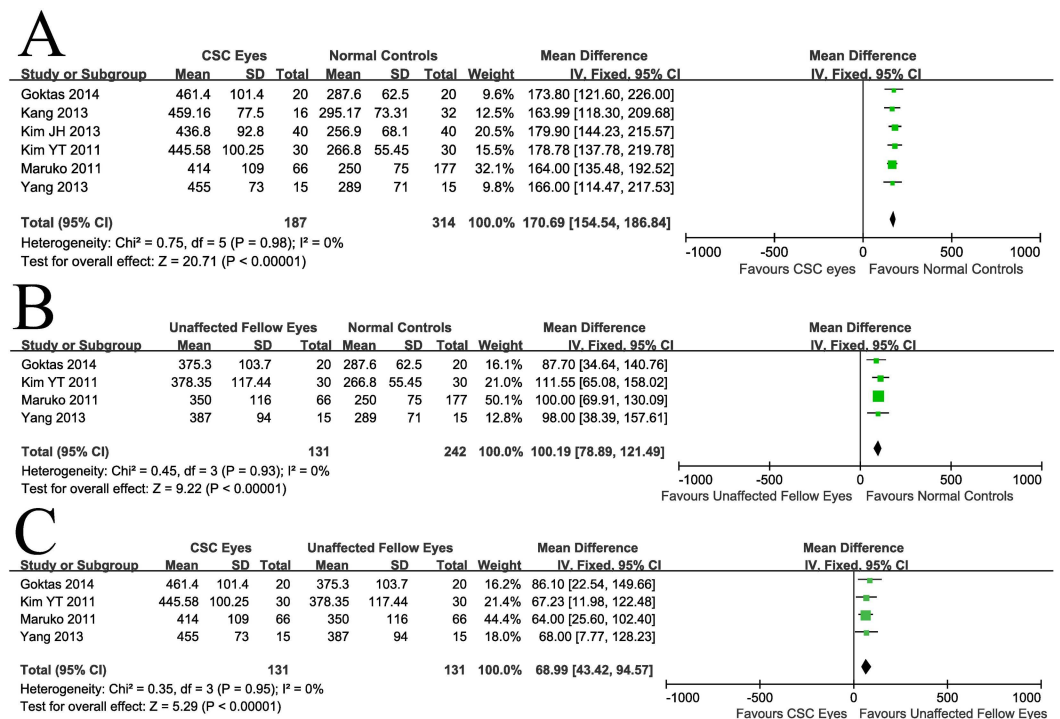 A
CSC Eyes Normal Controls Mean Difference Mean Difference
Study or Subgroup Mean SD Total Mean SD Total Weight IV. Fixed. 95% CI IV. Fixed. 95% CI
Goktas 2014 461.4 101.4 20 287.6 62.5 20 9.6% 173.80 [121.60, 226.00]
Kang 2013 459.16 77.5 16 295.17 73.31 32 12.5% 163.99 [118.30, 209.68]
Kim JH 2013 436.8 92.8 40 256.9 68.1 40 20.5% 179.90 [144.23, 215.57]
Kim YT 2011 445.58 100.25 30 266.8 55.45 30 15.5% 178.78 [137.78, 219.78]
Maruko 2011 414 109 66 250 75 177 32.1% 164.00 [135.48, 192.52]
Yang 2013 455 73 15 289 71 15 9.8% 166.00 [114.47, 217.53]
Total (95% CI) 187 314 100.0% 170.69 [154.54, 186.84]
Heterogeneity: Chi² = 0.75, df = 5 (P = 0.98); I² = 0%
Test for overall effect: Z = 20.71 (P < 0.00001)
-1000 -500 0 500 1000
Favours CSC eyes Favours Normal Controls
B
Unaffected Fellow Eyes Normal Controls Mean Difference Mean Difference
Study or Subgroup Mean SD Total Mean SD Total Weight IV. Fixed. 95% CI IV. Fixed. 95% CI
Goktas 2014 375.3 103.7 20 287.6 62.5 20 16.1% 87.70 [34.64, 140.76]
Kim YT 2011 378.35 117.44 30 266.8 55.45 30 21.0% 111.55 [65.08, 158.02]
Maruko 2011 350 116 66 250 75 177 50.1% 100.00 [69.91, 130.09]
Yang 2013 387 94 15 289 71 15 12.8% 98.00 [38.39, 157.61]
Total (95% CI) 131 242 100.0% 100.19 [78.89, 121.49]
Heterogeneity: Chi² = 0.45, df = 3 (P = 0.93); I² = 0%
Test for overall effect: Z = 9.22 (P < 0.00001)
-1000 -500 0 500 1000
Favours Unaffected Fellow Eyes Favours Normal Controls
C
CSC Eyes Unaffected Fellow Eyes Mean Difference Mean Difference
Study or Subgroup Mean SD Total Mean SD Total Weight IV. Fixed. 95% CI IV. Fixed. 95% CI
Goktas 2014 461.4 101.4 20 375.3 103.7 20 16.2% 86.10 [22.54, 149.66]
Kim YT 2011 445.58 100.25 30 378.35 117.44 30 21.4% 67.23 [11.98, 122.48]
Maruko 2011 414 109 66 350 116 66 44.4% 64.00 [25.60, 102.40]
Yang 2013 455 73 15 387 94 15 18.0% 68.00 [7.77, 128.23]
Total (95% CI) 131 131 100.0% 68.99 [43.42, 94.57]
Heterogeneity: Chi² = 0.35, df = 3 (P = 0.95); I² = 0%
Test for overall effect: Z = 5.29 (P < 0.00001)
-1000 -500 0 500 1000
Favours CSC Eyes Favours Unaffected Fellow Eyes